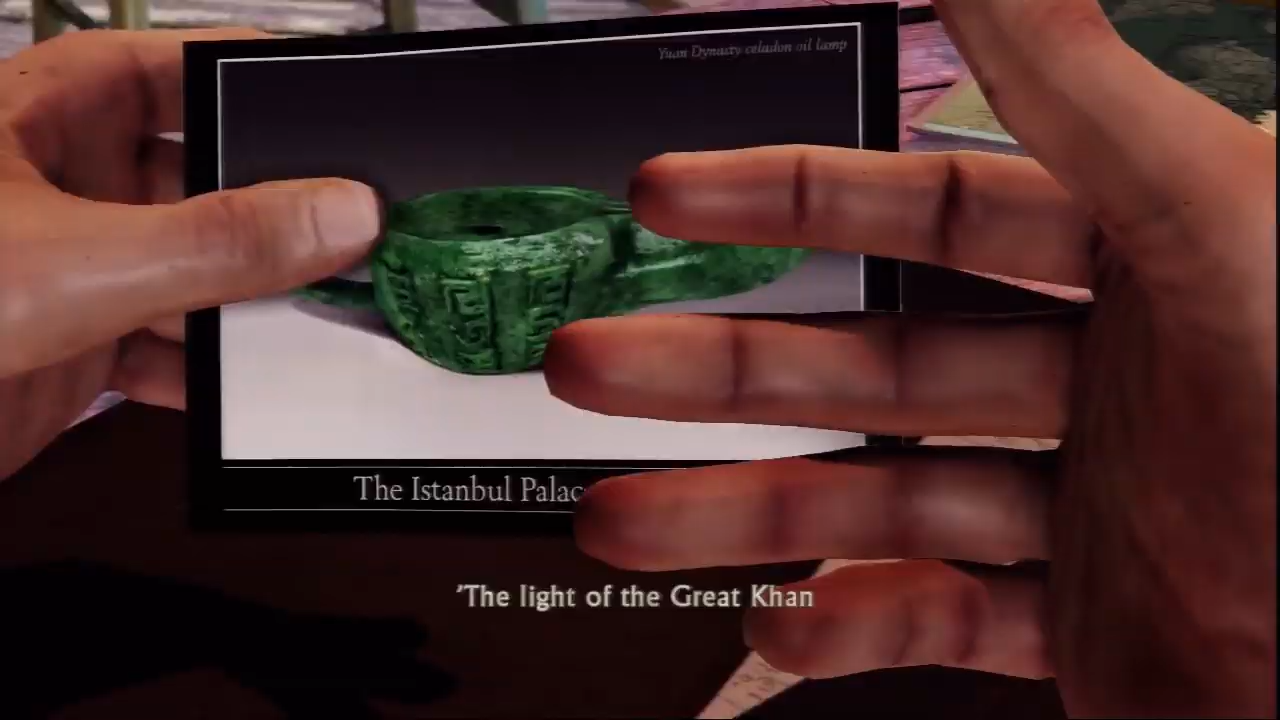 Yuan Dynasty celadon oil lamp
The Istanbul Palac
'The light of the Great Khan